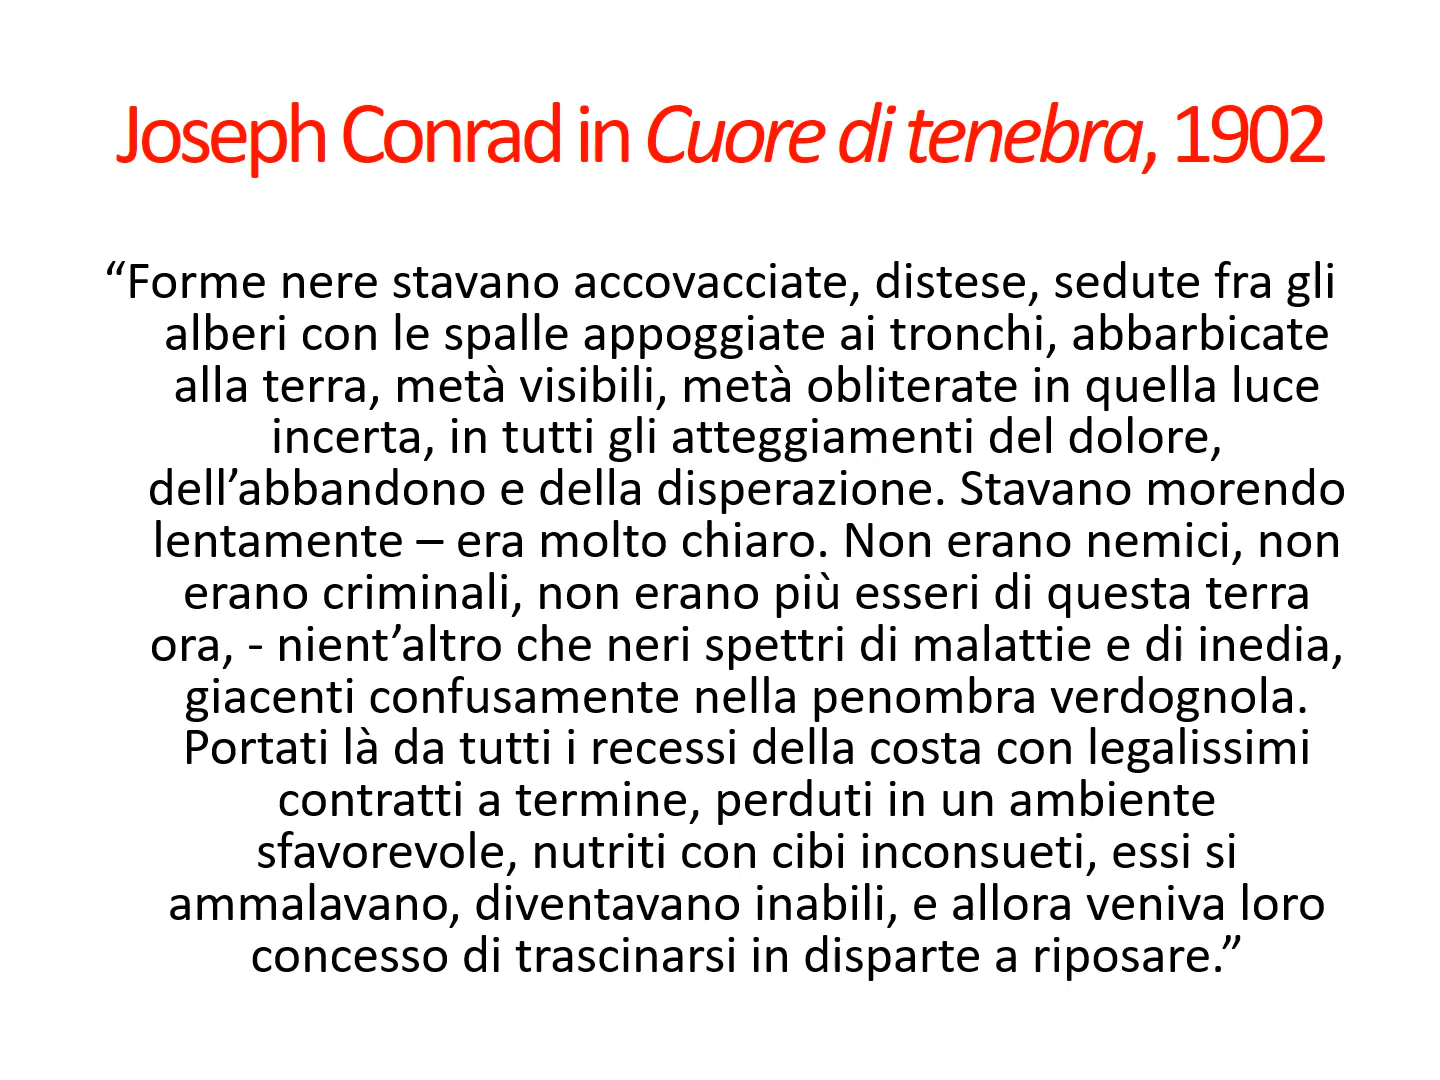 Joseph Conrad in Cuore di tenebra, 1902
“Forme nere stavano accovacciate, distese, sedute fra gli
alberi con le spalle appoggiate ai tronchi, abbarbicate
alla terra, metà visibili, metà obliterate in quella luce
incerta, in tutti gli atteggiamenti del dolore,
dell’abbandono e della disperazione. Stavano morendo
lentamente – era molto chiaro. Non erano nemici, non
erano criminali, non erano più esseri di questa terra
ora, - nient’altro che neri spettri di malattie e di inedia,
giacenti confusamente nella penombra verdognola.
Portati là da tutti i recessi della costa con legalissimi
contratti a termine, perduti in un ambiente
sfavorevole, nutriti con cibi inconsueti, essi si
ammalavano, diventavano inabili, e allora veniva loro
concesso di trascinarsi in disparte a riposare.”